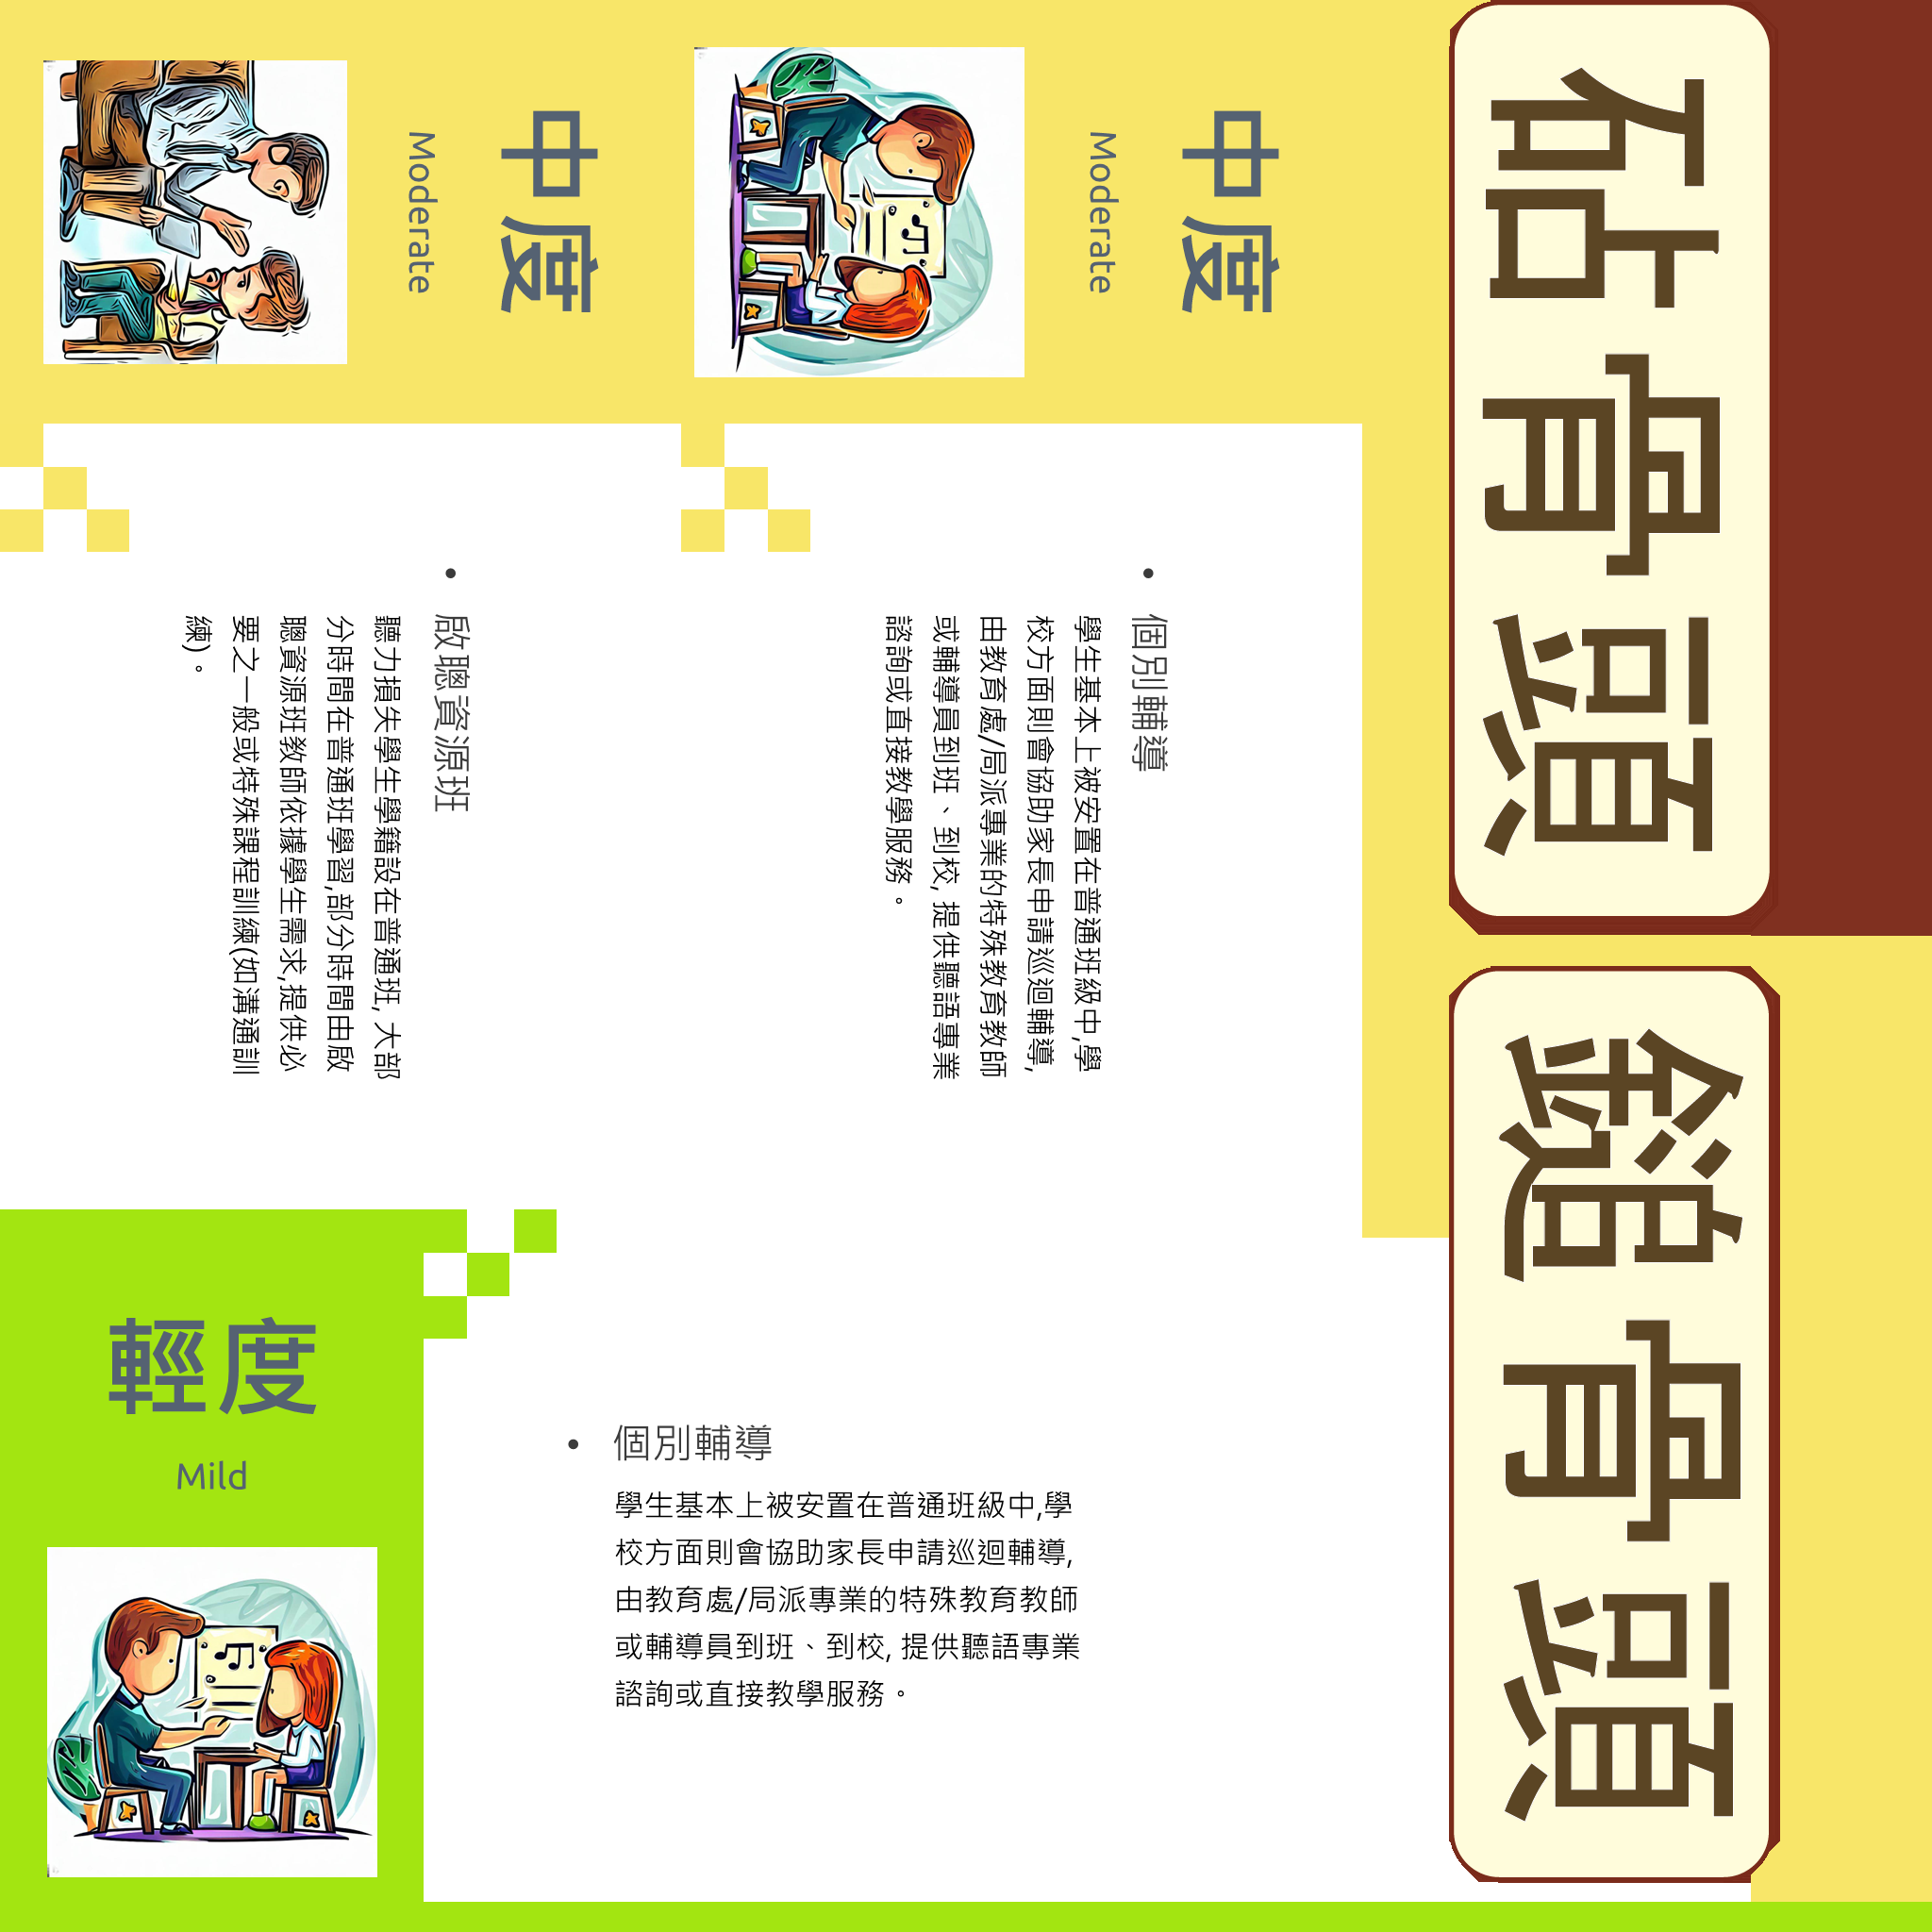 中度
Moderate
• 啟聰資源班
聽力損失學生學籍設在普通班, 大部
分時間在普通班學習,部分時間由啟
聰資源班教師依據學生需求,提供必
要之一般或特殊課程訓練(如溝通訓
練)。
中度
Moderate
• 個別輔導
學生基本上被安置在普通班級中,學
校方面則會協助家長申請巡迴輔導,
由教育處/局派專業的特殊教育教師
或輔導員到班、到校, 提供聽語專業
諮詢或直接教學服務。
砧骨頭
鎚骨頭
輕度
Mild
• 個別輔導
學生基本上被安置在普通班級中,學
校方面則會協助家長申請巡迴輔導,
由教育處/局派專業的特殊教育教師
或輔導員到班、到校, 提供聽語專業
諮詢或直接教學服務。